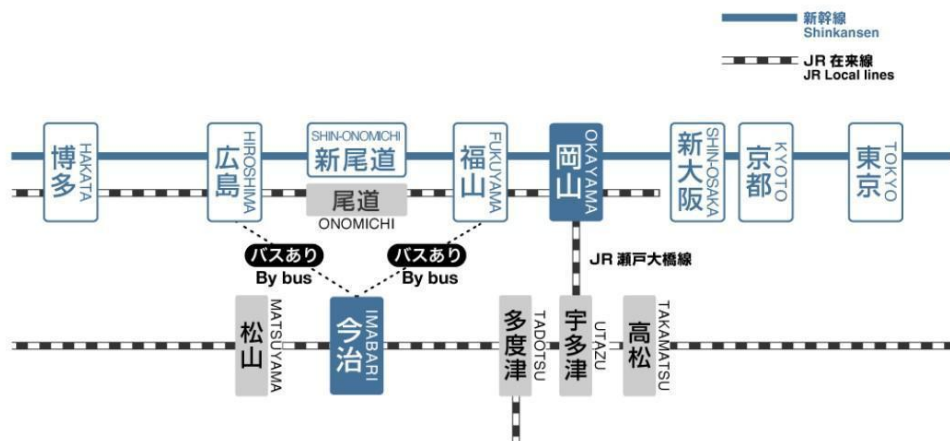 新幹線
Shinkansen
JR 在来線
JR Local lines
博多
HAKATA
広島
HIROSHIMA
SHIN-ONOMICHI
新尾道
尾道
ONOMICHI
福山
FUKUYAMA
岡山
OKAYAMA
新大阪
SHIN-OSAKA
京都
KYOTO
東京
TOKYO
バスあり
By bus
バスあり
By bus
JR 瀬戸大橋線
松山
MATSUYAMA
今治
IMABARI
多度津
TADOTSU
宇多津
UTAZU
高松
TAKAMATSU